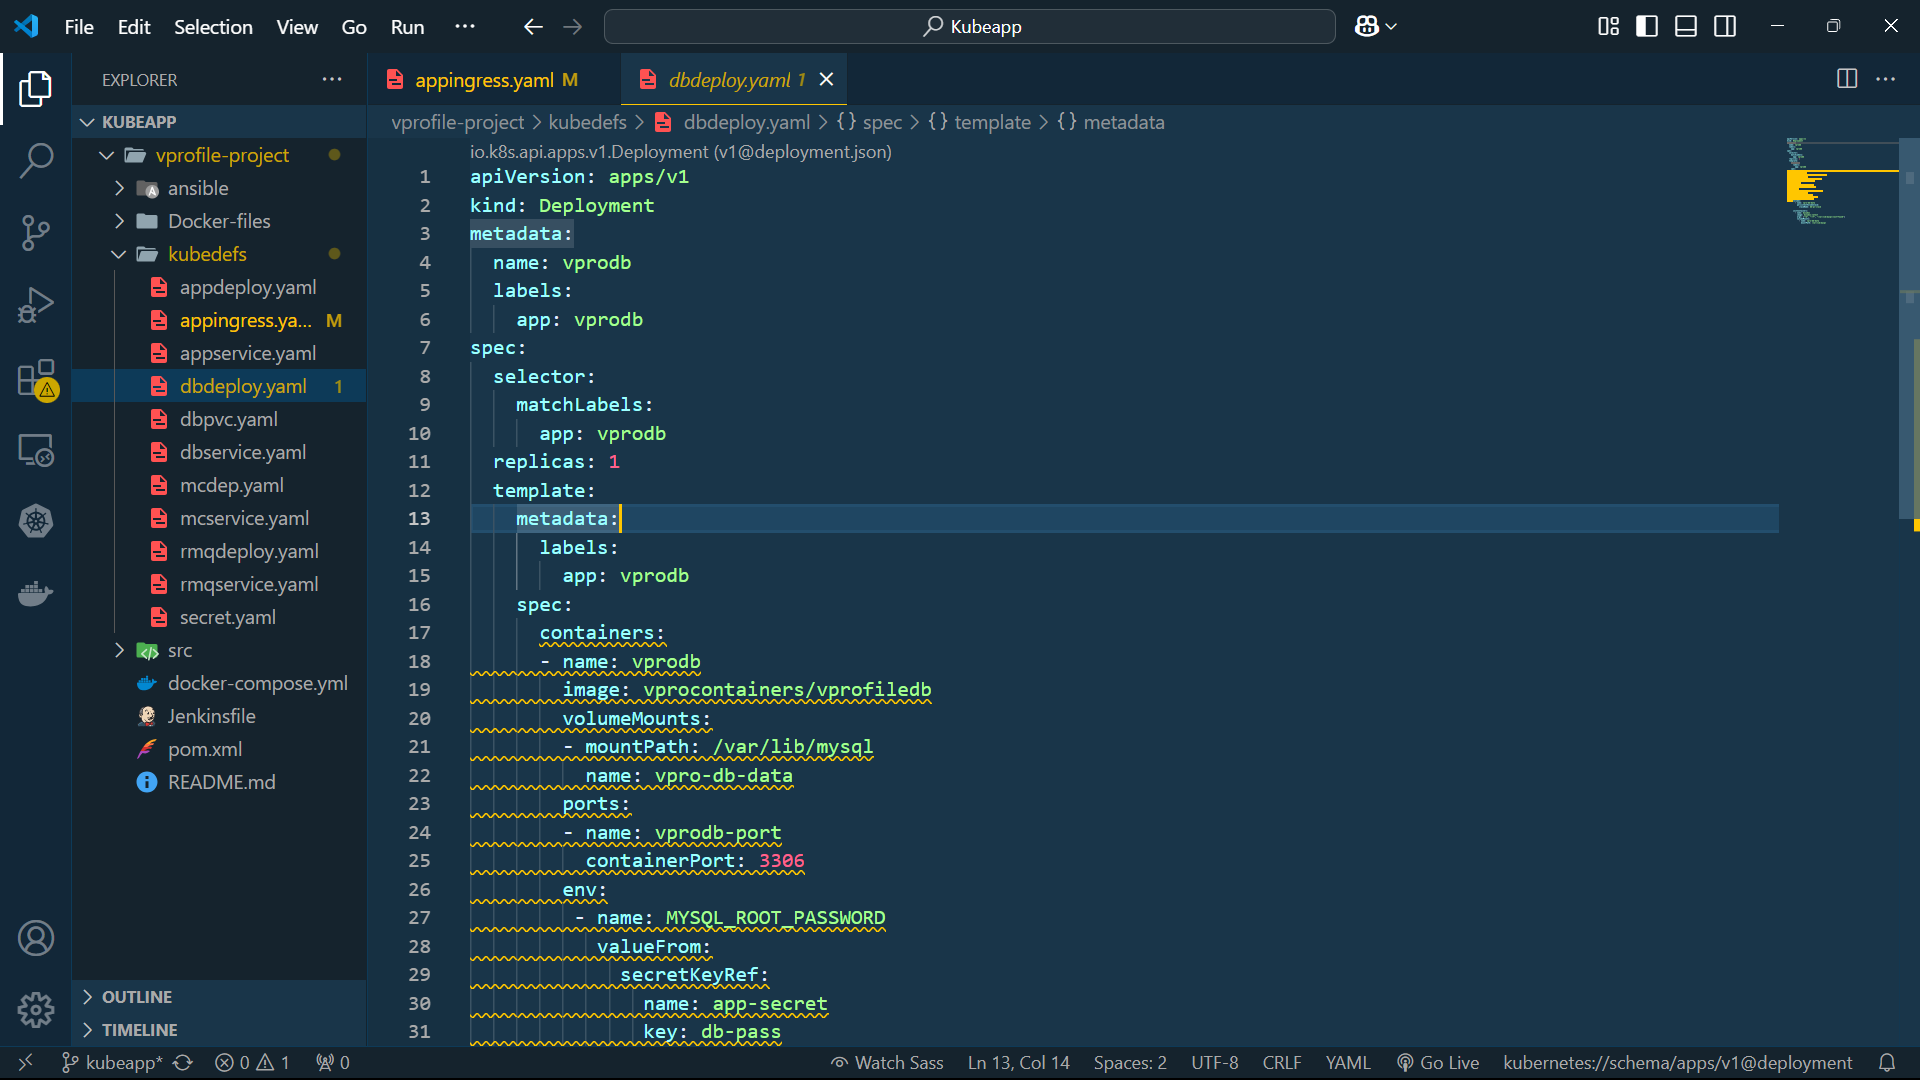 File Edit Selection View Go Run ··· Kubeapp
EXPLORER ···
KUBEAPP
vprofile-project
ansible
Docker-files
kubedefs
appdeploy.yaml
appingress.ya... M
appservice.yaml
dbdeploy.yaml 1
dbpvc.yaml
dbservice.yaml
mcdep.yaml
mcservice.yaml
rmqdeploy.yaml
rmqservice.yaml
secret.yaml
src
docker-compose.yml
Jenkinsfile
pom.xml
README.md
OUTLINE
TIMELINE
appingress.yaml M dbdeploy.yaml 1
vprofile-project > kubedefs > dbdeploy.yaml > {} spec > {} template > {} metadata
io.k8s.api.apps.v1.Deployment (v1@deployment.json)
1 apiVersion: apps/v1
2 kind: Deployment
3 metadata:
4 name: vprodb
5 labels:
6 app: vprodb
7 spec:
8 selector:
9 matchLabels:
10 app: vprodb
11 replicas: 1
12 template:
13 metadata:
14 labels:
15 app: vprodb
16 spec:
17 containers:
18 - name: vprodb
19 image: vprocontainers/vprofiledb
20 volumeMounts:
21 - mountPath: /var/lib/mysql
22 name: vpro-db-data
23 ports:
24 - name: vprodb-port
25 containerPort: 3306
26 env:
27 - name: MYSQL_ROOT_PASSWORD
28 valueFrom:
29 secretKeyRef:
30 name: app-secret
31 key: db-pass
kubeapp* 0 1 0 Watch Sass Ln 13, Col 14 Spaces: 2 UTF-8 CRLF YAML Go Live kubernetes://schema/apps/v1@deployment